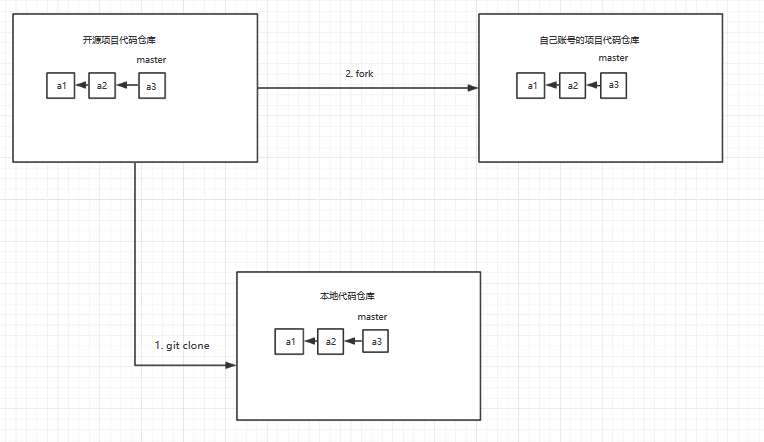 开源项目代码仓库
master
a1
a2
a3
2. fork
自己账号的项目代码仓库
master
a1
a2
a3
1. git clone
本地代码仓库
master
a1
a2
a3